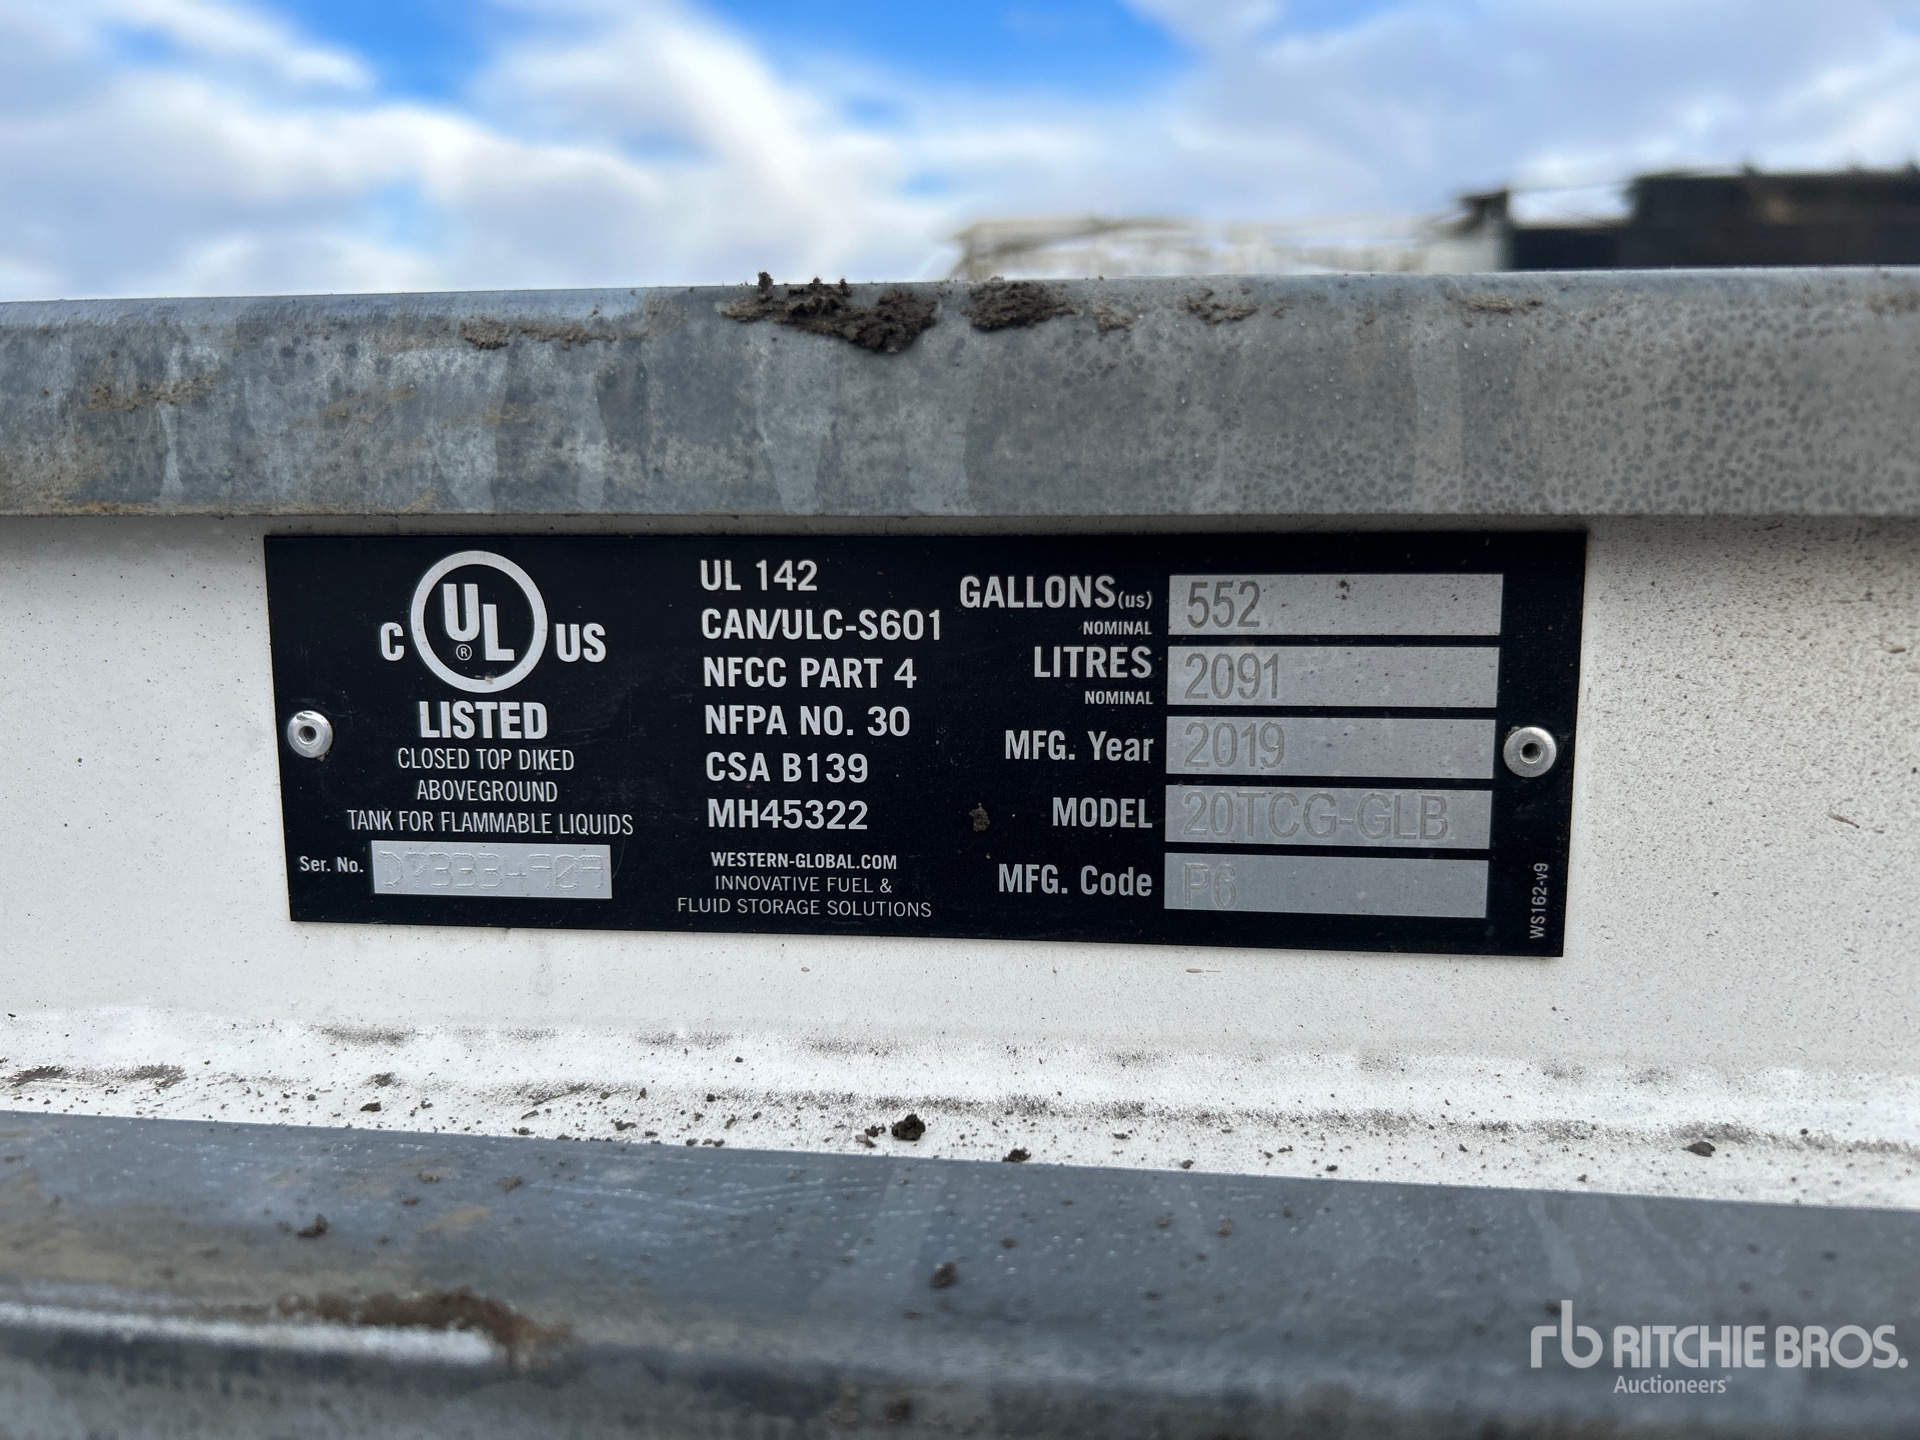 C UL ® US
LISTED
CLOSED TOP DIKED
ABOVEGROUND
TANK FOR FLAMMABLE LIQUIDS
Ser. No.
UL 142
CAN/ULC-S601
NFCC PART 4
NFPA NO. 30
CSA B139
MH45322
WESTERN-GLOBAL.COM
INNOVATIVE FUEL &
FLUID STORAGE SOLUTIONS
GALLONS(us) 552
NOMINAL
LITRES 2091
NOMINAL
MFG. Year 2019
MODEL 20TCG-GLB
MFG. Code P6
WS162-v9
rb RITCHIE BROS.
Auctioneers